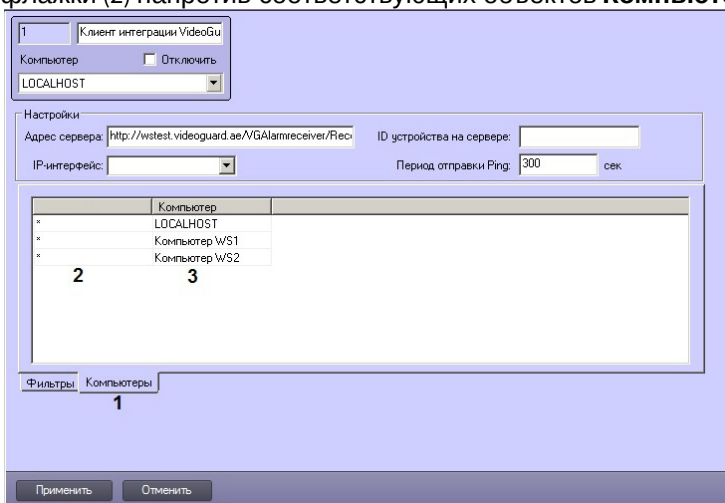 флажки (2) напротив соответствующих объектов Компьюте
1 Клиент интеграции VideoGu
Компьютер Отключить
LOCALHOST
Настройки
Адрес сервера: http://wstest.videoguard.ae/VGAlarmreceiver/Rec ID устройства на сервере:
IP-интерфейс: Период отправки Ping: 300 сек
Компьютер
* LOCALHOST
* Компьютер WS1
* Компьютер WS2
2 3
Фильтры Компьютеры
1
Применить Отменить